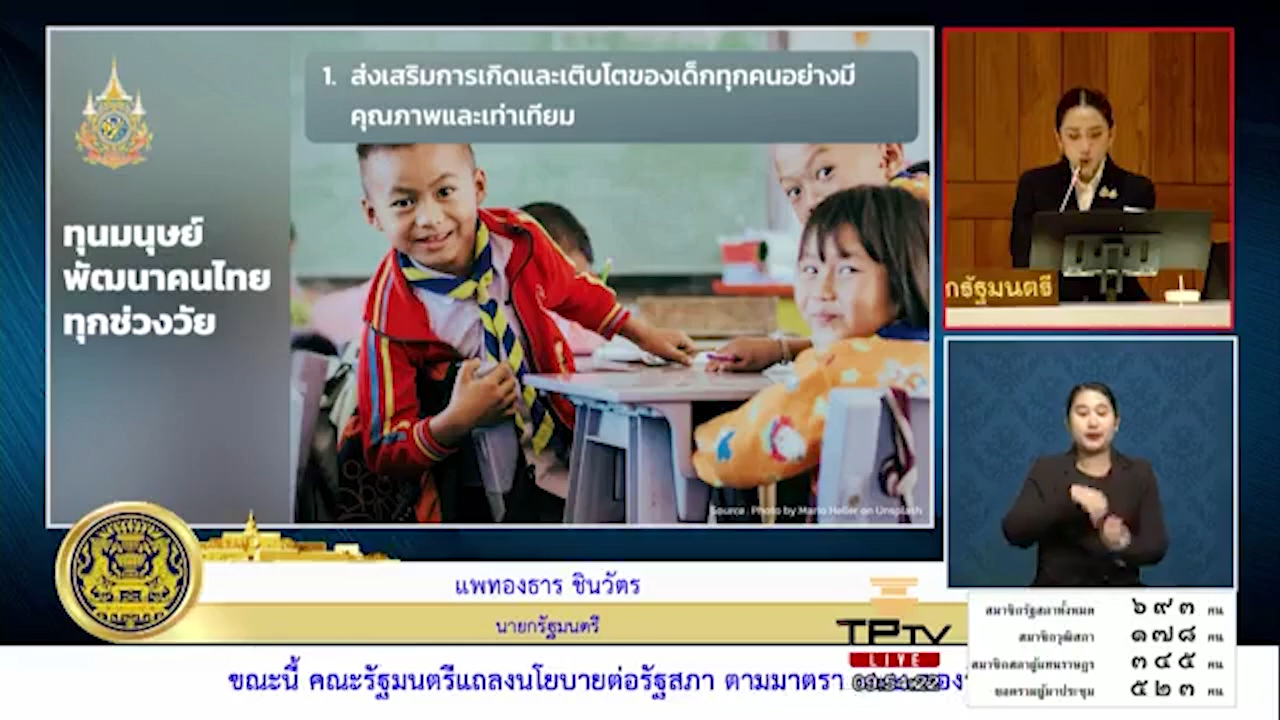 1. ส่งเสริมการเกิดและเติบโตของเด็กทุกคนอย่างมี
คุณภาพและเท่าเทียม
ทุนมนุษย์
พัฒนาคนไทย
ทุกช่วงวัย
Source : Photo by Mario Heller on Unsplash
กรัฐมนตรี
แพทองธาร ชินวัตร
นายกรัฐมนตรี
TPTV
LIVE
สมาชิกรัฐสภาทั้งหมด ๖๙๓ คน
สมาชิกวุฒิสภา ๑๗๘ คน
สมาชิกสภาผู้แทนราษฎร ๓๔๕ คน
ยอดรวมผู้มาประชุม ๕๒๓ คน
ขณะนี้ คณะรัฐมนตรีแถลงนโยบายต่อรัฐสภา ตามมาตรา